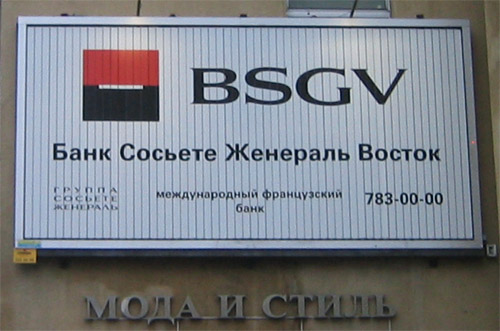 BSGV
Банк Сосьете Женераль Восток
ГРУППА
СОСЬЕТЕ
ЖЕНЕРАЛЬ
международный французский
банк
783-00-00
МОДА И СТИЛЬ